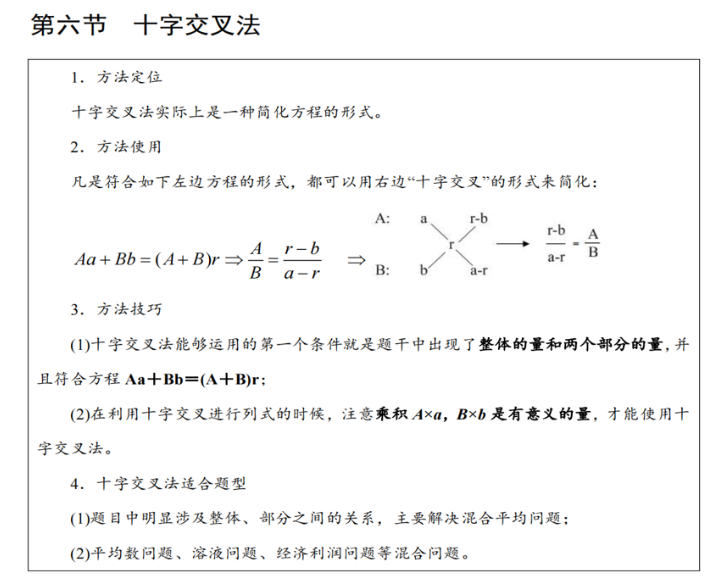 第六节 十字交叉法
1．方法定位
十字交叉法实际上是一种简化方程的形式。
2．方法使用
凡是符合如下左边方程的形式，都可以用右边“十字交叉”的形式来简化：
A: a r-b
Aa + Bb = (A + B)r ⇒ A/B = (r − b)/(a − r) ⇒ r → (r-b)/(a-r) = A/B
B: b a-r
3．方法技巧
(1)十字交叉法能够运用的第一个条件就是题干中出现了整体的量和两个部分的量，并
且符合方程 Aa＋Bb＝(A＋B)r；
(2)在利用十字交叉进行列式的时候，注意乘积 A×a，B×b 是有意义的量，才能使用十
字交叉法。
4．十字交叉法适合题型
(1)题目中明显涉及整体、部分之间的关系，主要解决混合平均问题；
(2)平均数问题、溶液问题、经济利润问题等混合问题。